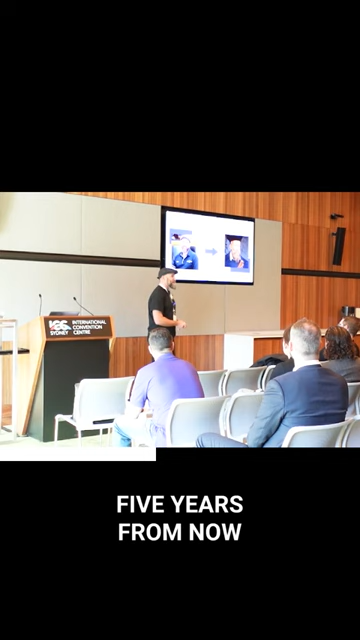 ICC
SYDNEY
INTERNATIONAL
CONVENTION
CENTRE
FIVE YEARS
FROM NOW